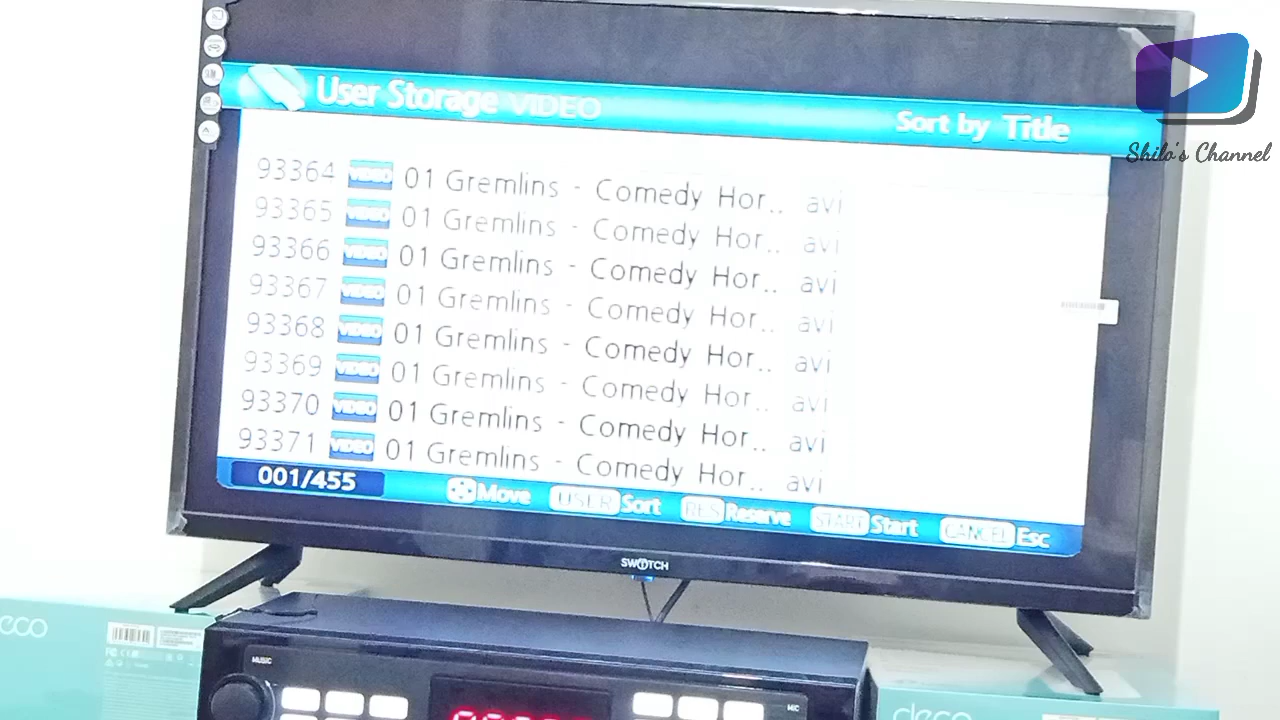 User Storage VIDEO
Sort by Title
Shilo's Channel
93364 VIDEO 01 Gremlins - Comedy Hor.. avi
93365 VIDEO 01 Gremlins - Comedy Hor.. avi
93366 VIDEO 01 Gremlins - Comedy Hor.. avi
93367 VIDEO 01 Gremlins - Comedy Hor.. avi
93368 VIDEO 01 Gremlins - Comedy Hor.. avi
93369 VIDEO 01 Gremlins - Comedy Hor.. avi
93370 VIDEO 01 Gremlins - Comedy Hor.. avi
93371 VIDEO 01 Gremlins - Comedy Hor.. avi
001/455 Move USER Sort RES Reserve START Start CANCEL Esc
SWITCH
deco
MUSIC
MIC
deco